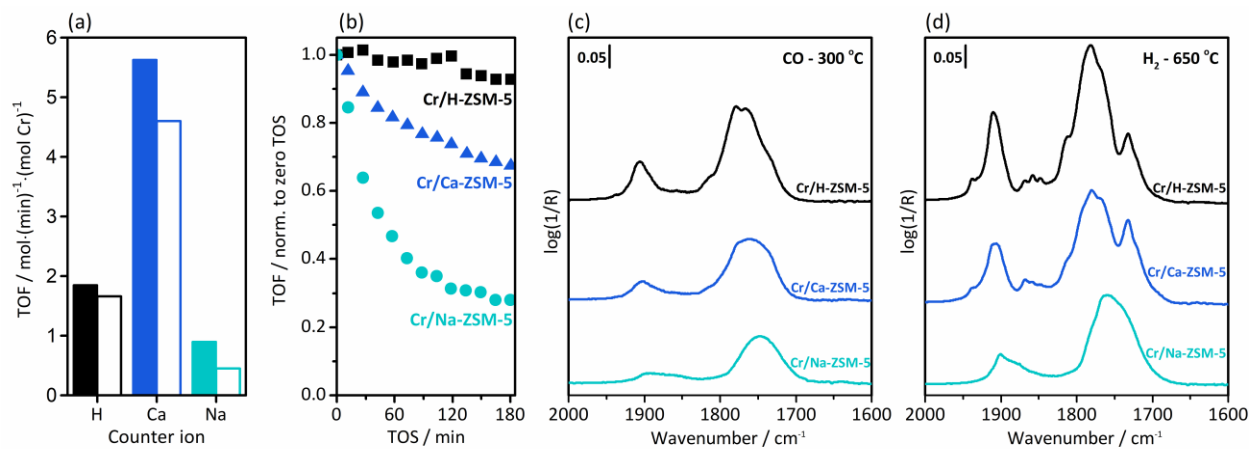 (a)
TOF / mol·(min)⁻¹·(mol Cr)⁻¹
6
5
4
3
2
1
0
H Ca Na
Counter ion
(b)
TOF / norm. to zero TOS
1.0
0.8
0.6
0.4
0.2
0.0
Cr/H-ZSM-5
Cr/Ca-ZSM-5
Cr/Na-ZSM-5
0 60 120 180
TOS / min
(c)
0.05
CO - 300 °C
log(1/R)
Cr/H-ZSM-5
Cr/Ca-ZSM-5
Cr/Na-ZSM-5
2000 1900 1800 1700 1600
Wavenumber / cm⁻¹
(d)
0.05
H₂ - 650 °C
log(1/R)
Cr/H-ZSM-5
Cr/Ca-ZSM-5
Cr/Na-ZSM-5
2000 1900 1800 1700 1600
Wavenumber / cm⁻¹